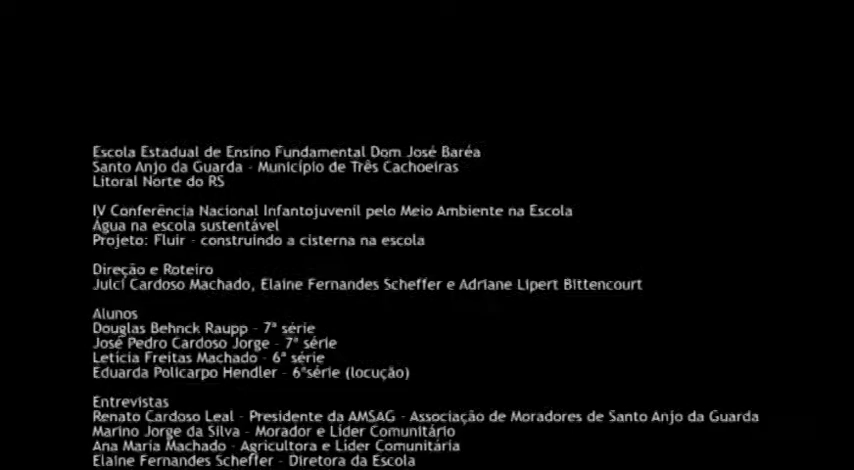 Escola Estadual de Ensino Fundamental Dom José Baréa
Santo Anjo da Guarda - Município de Três Cachoeiras
Litoral Norte do RS
IV Conferência Nacional Infantojuvenil pelo Meio Ambiente na Escola
Água na escola sustentável
Projeto: Fluir - construindo a cisterna na escola
Direção e Roteiro
Julci Cardoso Machado, Elaine Fernandes Scheffer e Adriane Lipert Bittencourt
Alunos
Douglas Behnck Raupp - 7ª série
José Pedro Cardoso Jorge - 7ª série
Letícia Freitas Machado - 6ª série
Eduarda Policarpo Hendler - 6ªsérie (locução)
Entrevistas
Renato Cardoso Leal - Presidente da AMSAG - Associação de Moradores de Santo Anjo da Guarda
Marino Jorge da Silva - Morador e Líder Comunitário
Ana Maria Machado - Agricultora e Líder Comunitária
Elaine Fernandes Scheffer - Diretora da Escola